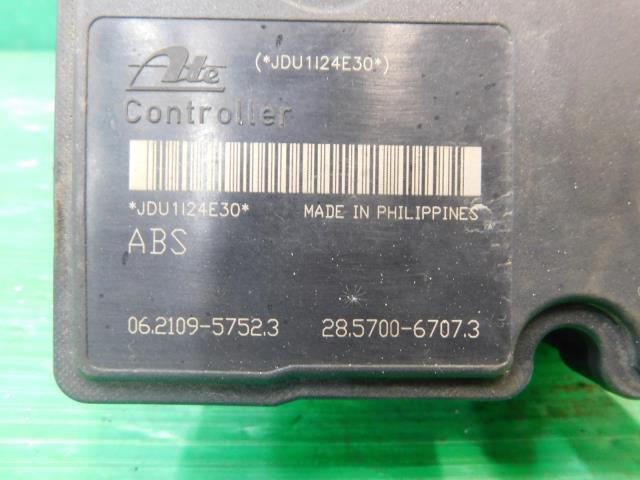 Ate (*JDU1I24E30*)
Controller
*JDU1I24E30* MADE IN PHILIPPINES
ABS
06.2109-5752.3 28.5700-6707.3